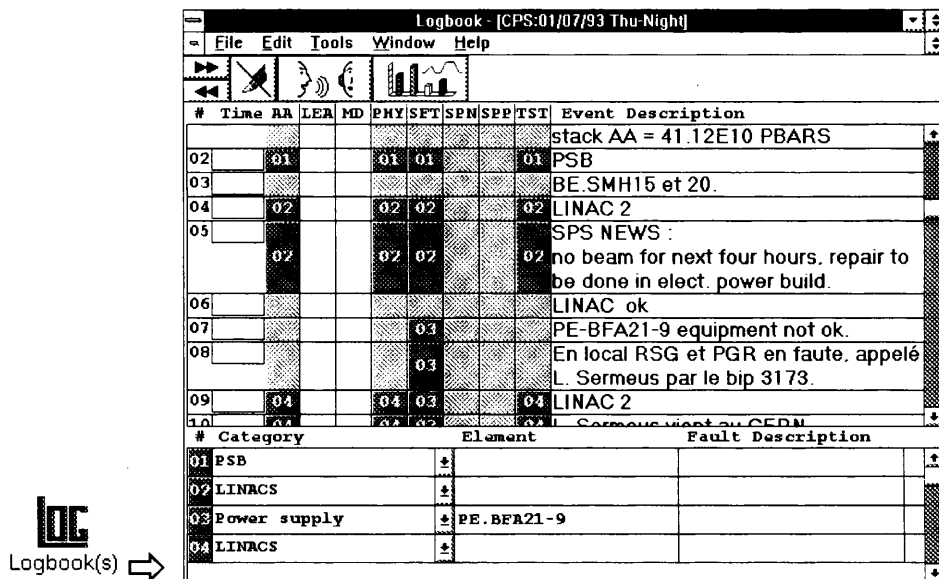 Logbook - [CPS:01/07/93 Thu-Night]
File Edit Tools Window Help
# Time AA LEA MD PHY SFT SPN SPP TST Event Description
stack AA = 41.12E10 PBARS
02 01 01 01 01 PSB
03 BE.SMH15 et 20.
04 02 02 02 02 LINAC 2
05 SPS NEWS :
02 02 02 02 no beam for next four hours, repair to
be done in elect. power build.
06 LINAC ok
07 03 PE-BFA21-9 equipment not ok.
08 En local RSG et PGR en faute, appelé
03 L. Sermeus par le bip 3173.
09 04 04 03 04 LINAC 2
10 L. Sermeus vient au CERN
# Category Element Fault Description
01 PSB
02 LINACS
03 Power supply PE.BFA21-9
04 LINACS
LOG
Logbook(s)